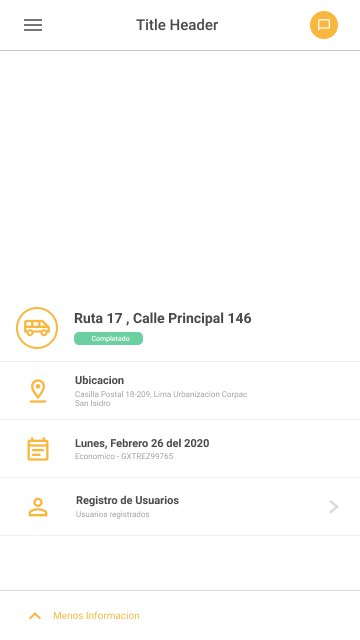 Title Header
Ruta 17 , Calle Principal 146
Completado
Ubicacion
Casilla Postal 18-209, Lima Urbanizacion Corpac
San Isidro
Lunes, Febrero 26 del 2020
Economico - GXTREZ99765
Registro de Usuarios
Usuarios registrados
Menos Informacion